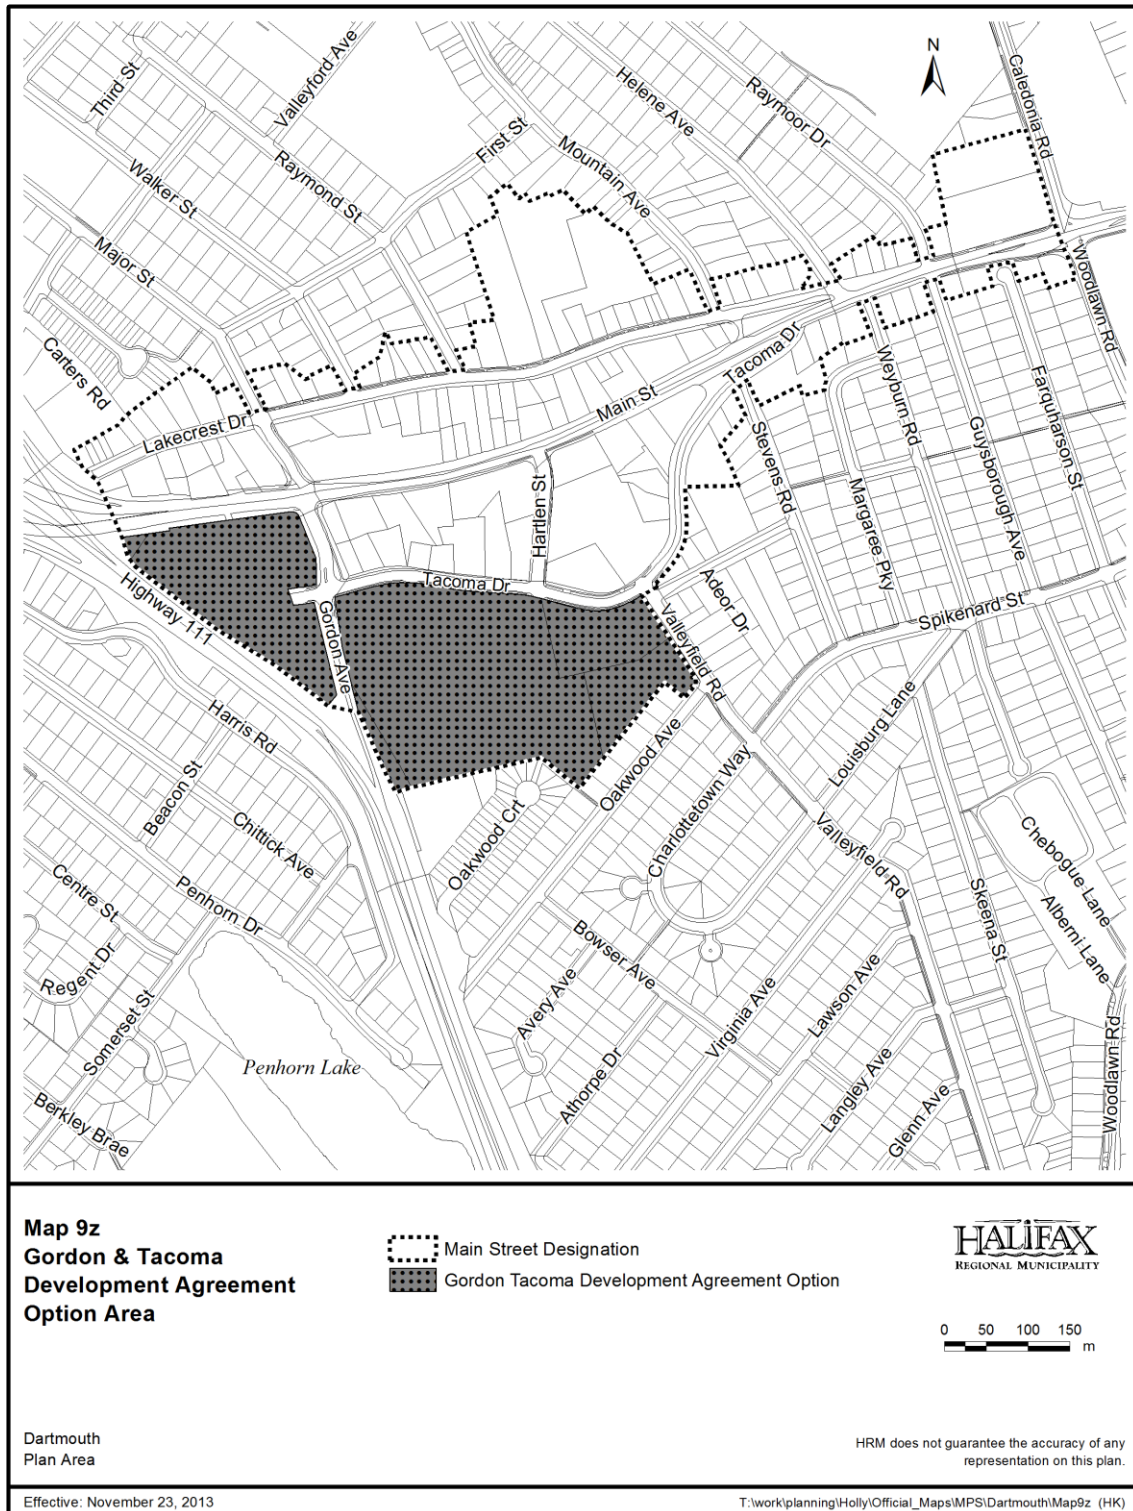 N
Third St
Valleyford Ave
Helene Ave
Raymoor Dr
Caledonia Rd
First St
Mountain Ave
Walker St
Raymond St
Major St
Woodlawn Rd
Carters Rd
Tacoma Dr
Weyburn Rd
Farquharson St
Main St
Lakecrest Dr
Stevens Rd
Guysborough Ave
Hartlen St
Margaree Pky
Highway 111
Tacoma Dr
Adeor Dr
Gordon Ave
Valleyfield Rd
Spikenard St
Harris Rd
Louisburg Lane
Beacon St
Oakwood Ave
Chittick Ave
Oakwood Crt
Charlottetown Way
Valleyfield Rd
Chebogue Lane
Centre St
Penhorn Dr
Skeena St
Alberni Lane
Regent Dr
Bowser Ave
Avery Ave
Somerset St
Virginia Ave
Lawson Ave
Penhorn Lake
Athorpe Dr
Langley Ave
Woodlawn Rd
Berkley Brae
Glenn Ave
Map 9z
Gordon & Tacoma
Development Agreement
Option Area
Main Street Designation
Gordon Tacoma Development Agreement Option
HALIFAX
REGIONAL MUNICIPALITY
0 50 100 150
m
Dartmouth
Plan Area
HRM does not guarantee the accuracy of any
representation on this plan.
Effective: November 23, 2013
T:\work\planning\Holly\Official_Maps\MPS\Dartmouth\Map9z (HK)